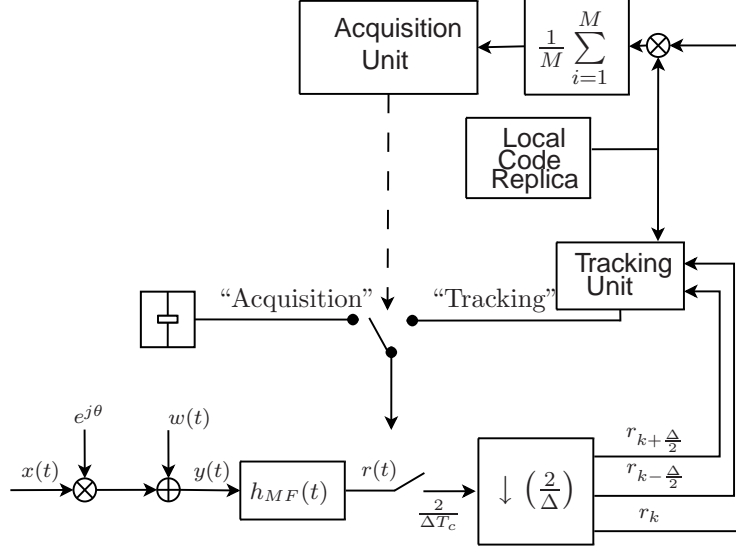 Acquisition
Unit
$\frac{1}{M} \sum_{i=1}^{M}$
Local
Code
Replica
Tracking
Unit
“Acquisition”
“Tracking”
$e^{j\theta}$
$w(t)$
$x(t)$
$y(t)$
$h_{MF}(t)$
$r(t)$
$\frac{2}{\Delta T_c}$
$\downarrow \left(\frac{2}{\Delta}\right)$
$r_{k+\frac{\Delta}{2}}$
$r_{k-\frac{\Delta}{2}}$
$r_k$